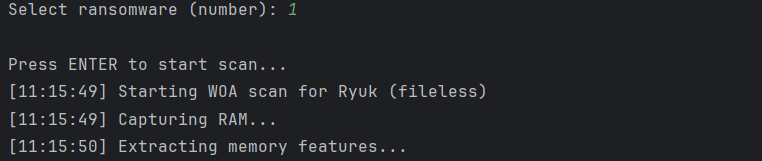 Select ransomware (number): 1
Press ENTER to start scan...
[11:15:49] Starting WOA scan for Ryuk (fileless)
[11:15:49] Capturing RAM...
[11:15:50] Extracting memory features...